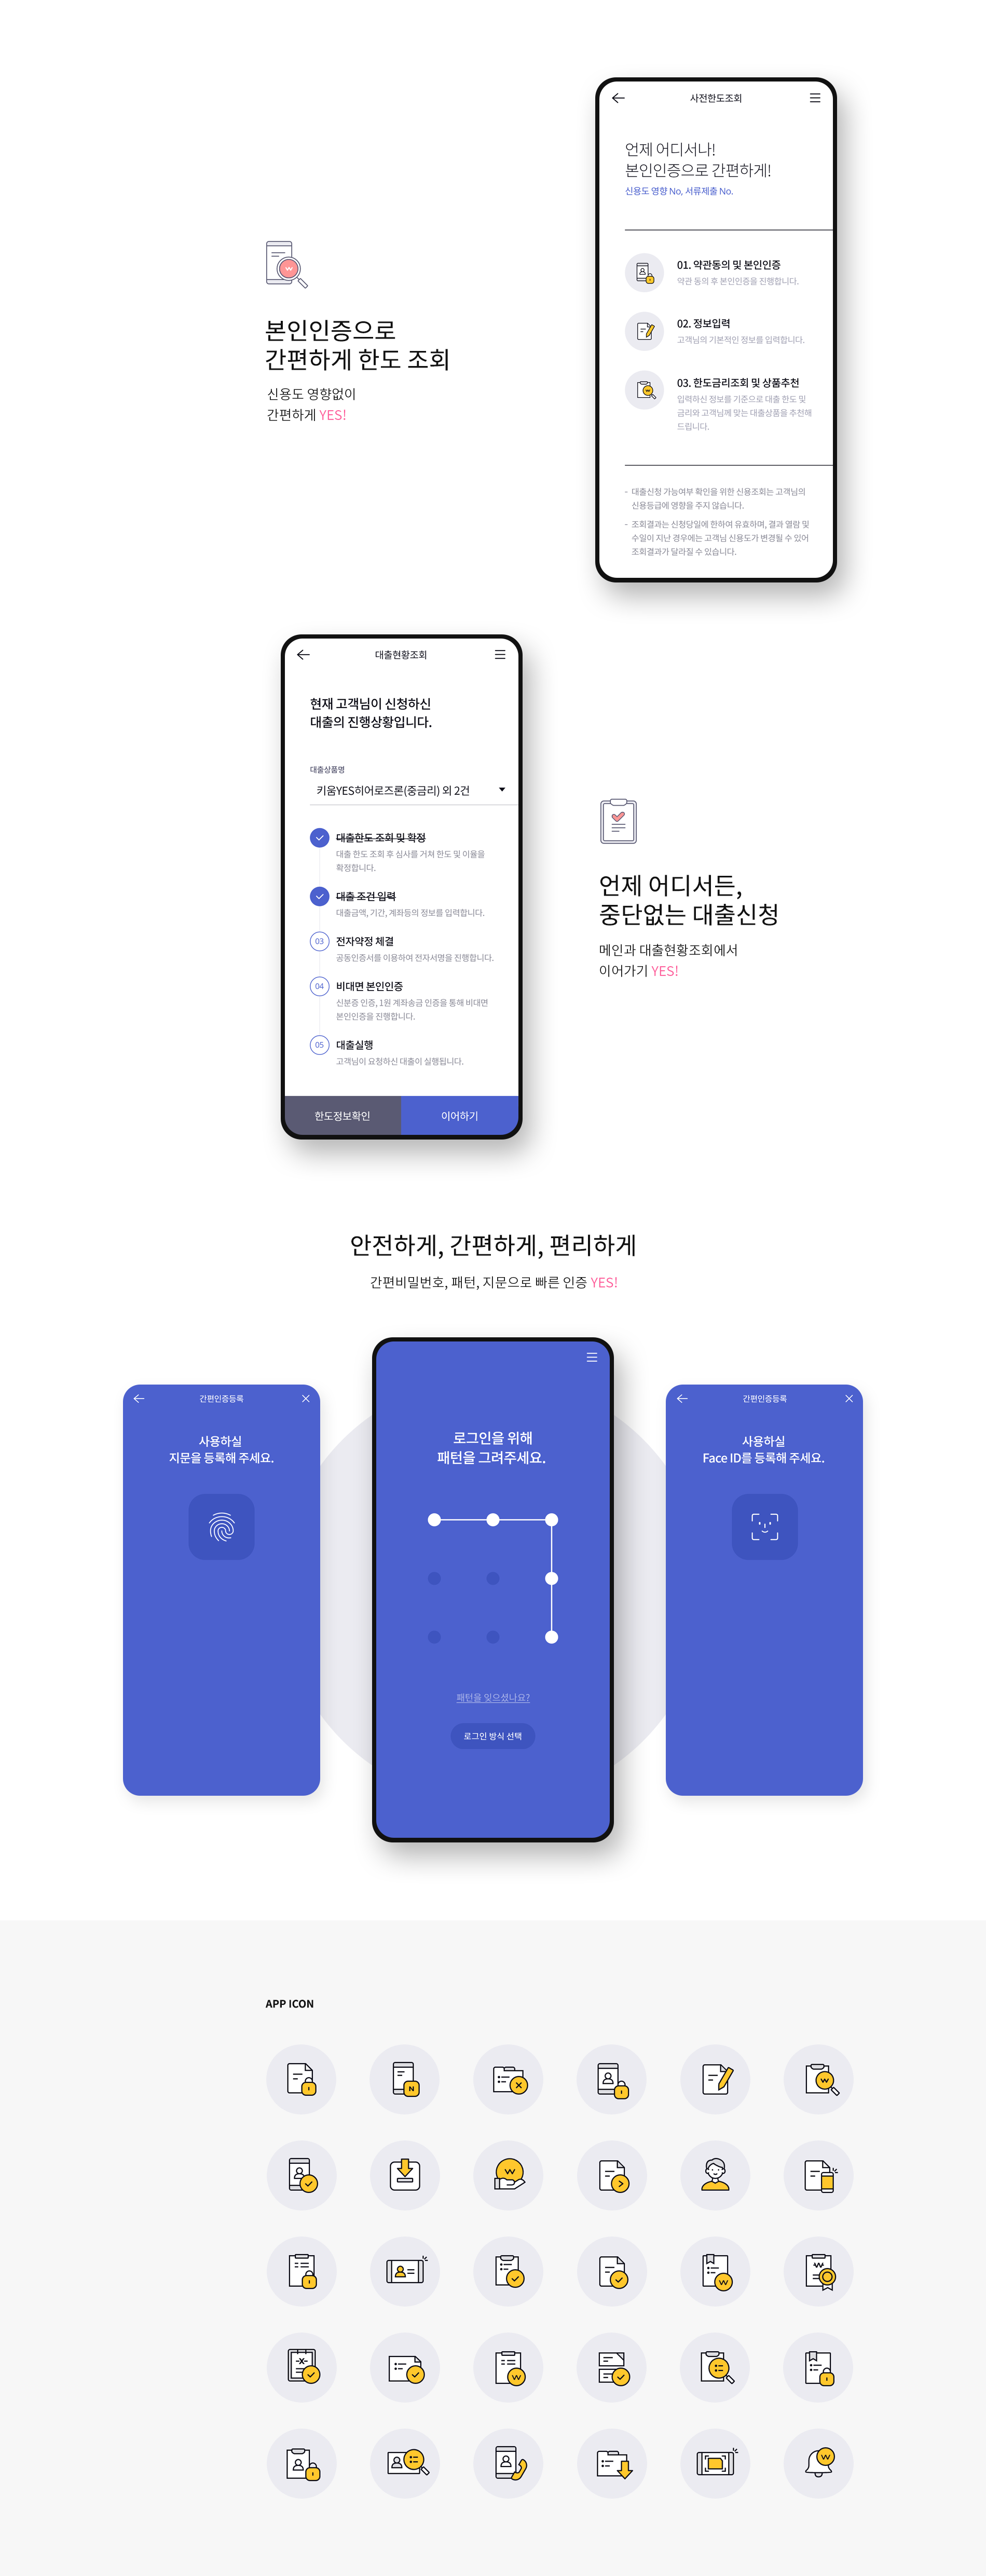 사전한도조회
언제 어디서나!
본인인증으로 간편하게!
신용도 영향 No, 서류제출 No.
01. 약관동의 및 본인인증
약관 동의 후 본인인증을 진행합니다.
02. 정보입력
고객님의 기본적인 정보를 입력합니다.
03. 한도금리조회 및 상품추천
입력하신 정보를 기준으로 대출 한도 및
금리와 고객님께 맞는 대출상품을 추천해
드립니다.
- 대출신청 가능여부 확인을 위한 신용조회는 고객님의
신용등급에 영향을 주지 않습니다.
- 조회결과는 신청당일에 한하여 유효하며, 결과 열람 및
수일이 지난 경우에는 고객님 신용도가 변경될 수 있어
조회결과가 달라질 수 있습니다.
본인인증으로
간편하게 한도 조회
신용도 영향없이
간편하게 YES!
대출현황조회
현재 고객님이 신청하신
대출의 진행상황입니다.
대출상품명
키움YES히어로즈론(중금리) 외 2건
대출한도 조회 및 확정
대출 한도 조회 후 심사를 거쳐 한도 및 이율을
확정합니다.
대출 조건 입력
대출금액, 기간, 계좌등의 정보를 입력합니다.
03 전자약정 체결
공동인증서를 이용하여 전자서명을 진행합니다.
04 비대면 본인인증
신분증 인증, 1원 계좌송금 인증을 통해 비대면
본인인증을 진행합니다.
05 대출실행
고객님이 요청하신 대출이 실행됩니다.
한도정보확인 이어하기
언제 어디서든,
중단없는 대출신청
메인과 대출현황조회에서
이어가기 YES!
안전하게, 간편하게, 편리하게
간편비밀번호, 패턴, 지문으로 빠른 인증 YES!
간편인증등록
사용하실
지문을 등록해 주세요.
로그인을 위해
패턴을 그려주세요.
패턴을 잊으셨나요?
로그인 방식 선택
간편인증등록
사용하실
Face ID를 등록해 주세요.
APP ICON